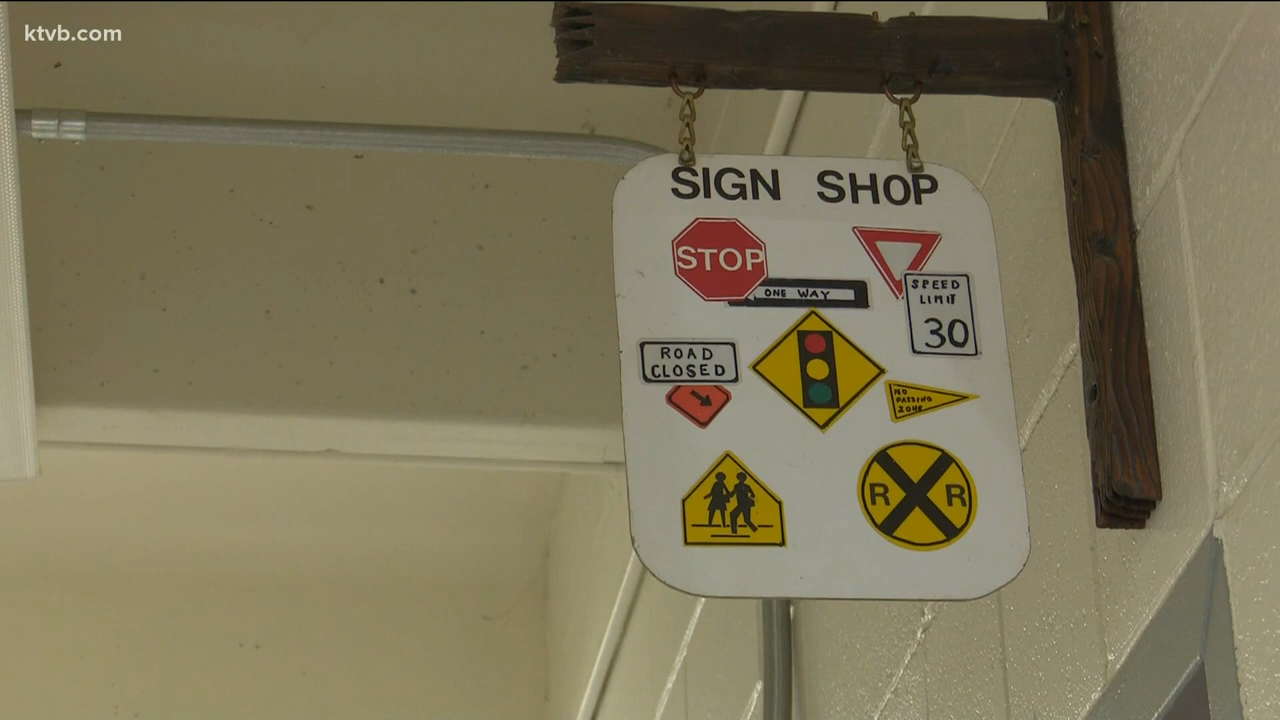 ktvb.com
SIGN SHOP
STOP
ONE WAY
SPEED
LIMIT
30
ROAD
CLOSED
NO
PASSING
ZONE
R R